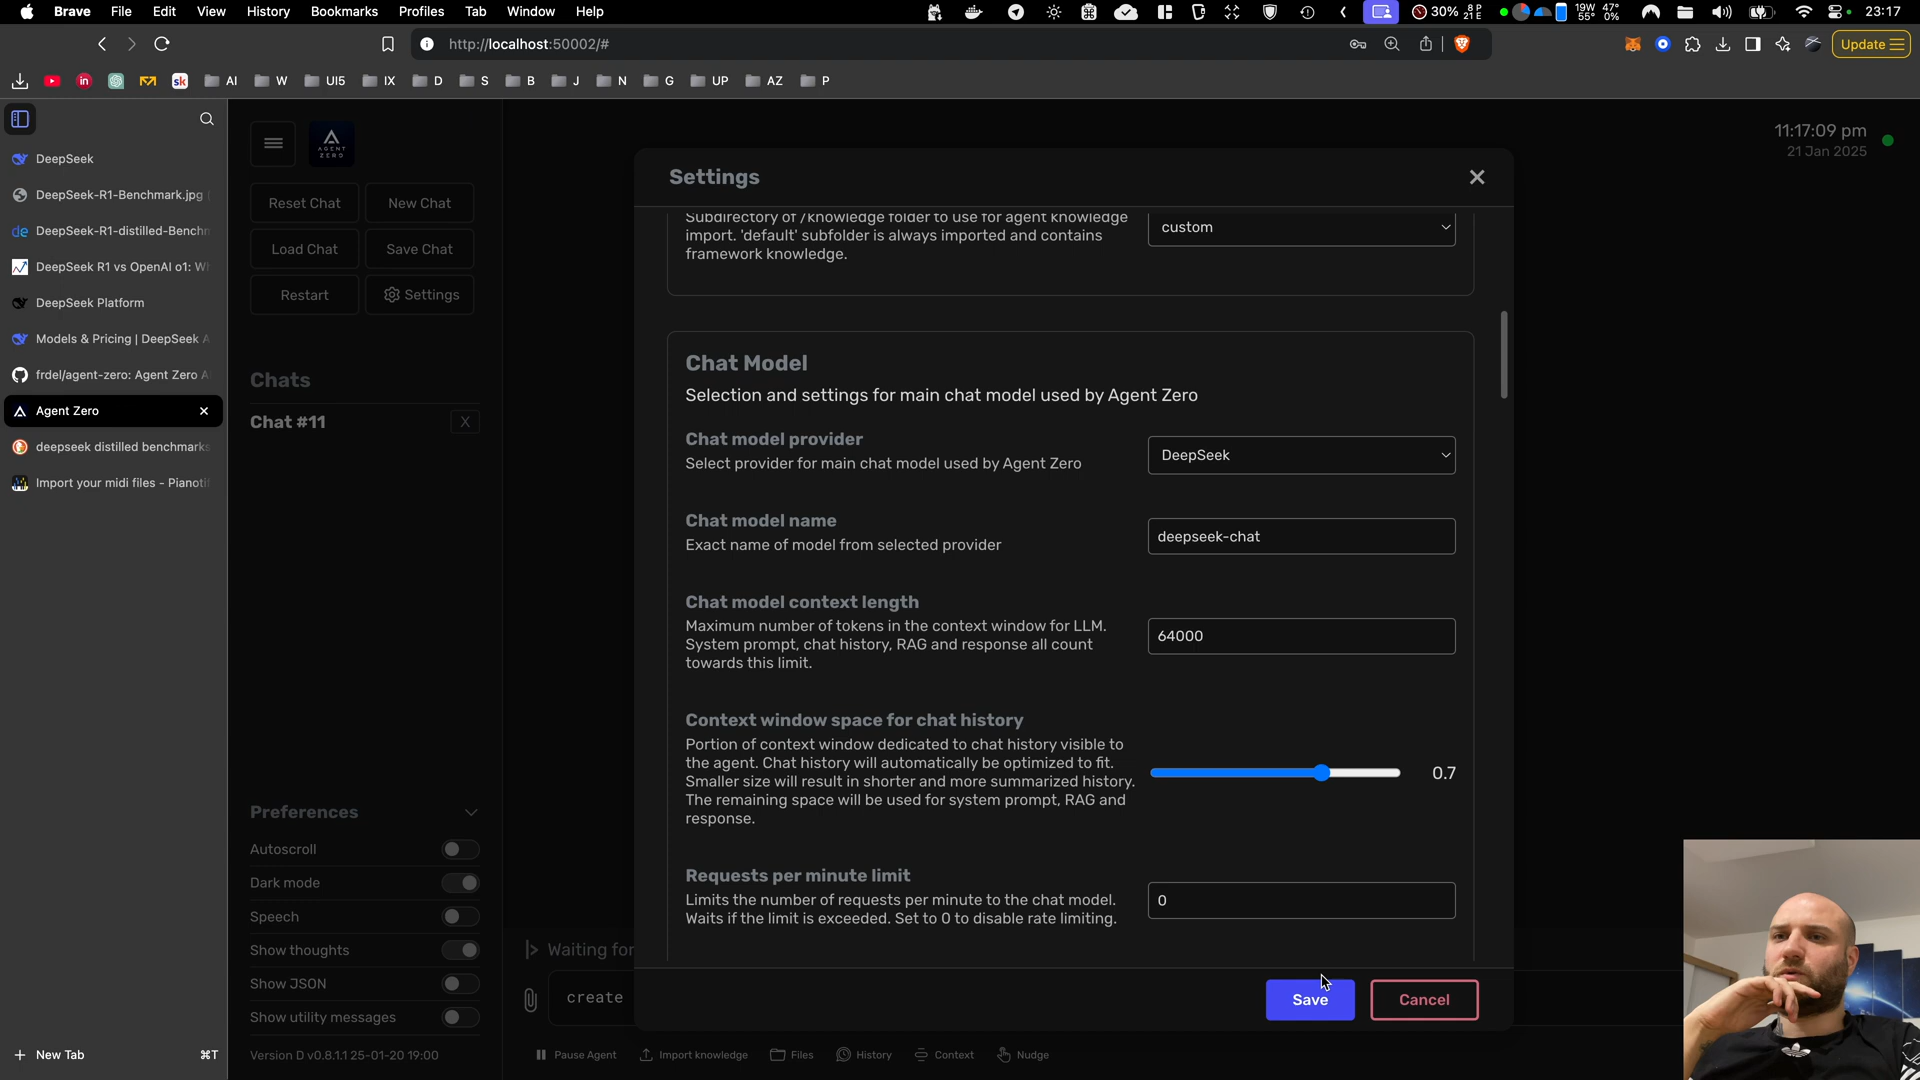 Brave File Edit View History Bookmarks Profiles Tab Window Help
30% 8P 21E 19W 55° 47° 0% 23:17
http://localhost:50002/#
Update
AI W UI5 IX D S B J N G UP AZ P
DeepSeek
DeepSeek-R1-Benchmark.jpg
DeepSeek-R1-distilled-Bench
DeepSeek R1 vs OpenAI o1: W
DeepSeek Platform
Models & Pricing | DeepSeek A
frdel/agent-zero: Agent Zero A
Agent Zero
deepseek distilled benchmarks
Import your midi files - Pianoti
New Tab ⌘T
AGENT ZERO
Reset Chat New Chat
Load Chat Save Chat
Restart Settings
Chats
Chat #11 X
Preferences
Autoscroll
Dark mode
Speech
Show thoughts
Show JSON
Show utility messages
Version D v0.8.1.1 25-01-20 19:00
11:17:09 pm
21 Jan 2025
Settings
Subdirectory of /knowledge folder to use for agent knowledge
import. 'default' subfolder is always imported and contains
framework knowledge.
custom
Chat Model
Selection and settings for main chat model used by Agent Zero
Chat model provider
Select provider for main chat model used by Agent Zero
DeepSeek
Chat model name
Exact name of model from selected provider
deepseek-chat
Chat model context length
Maximum number of tokens in the context window for LLM.
System prompt, chat history, RAG and response all count
towards this limit.
64000
Context window space for chat history
Portion of context window dedicated to chat history visible to
the agent. Chat history will automatically be optimized to fit.
Smaller size will result in shorter and more summarized history.
The remaining space will be used for system prompt, RAG and
response.
0.7
Requests per minute limit
Limits the number of requests per minute to the chat model.
Waits if the limit is exceeded. Set to 0 to disable rate limiting.
0
Save Cancel
|> Waiting for
create
Pause Agent Import knowledge Files History Context Nudge